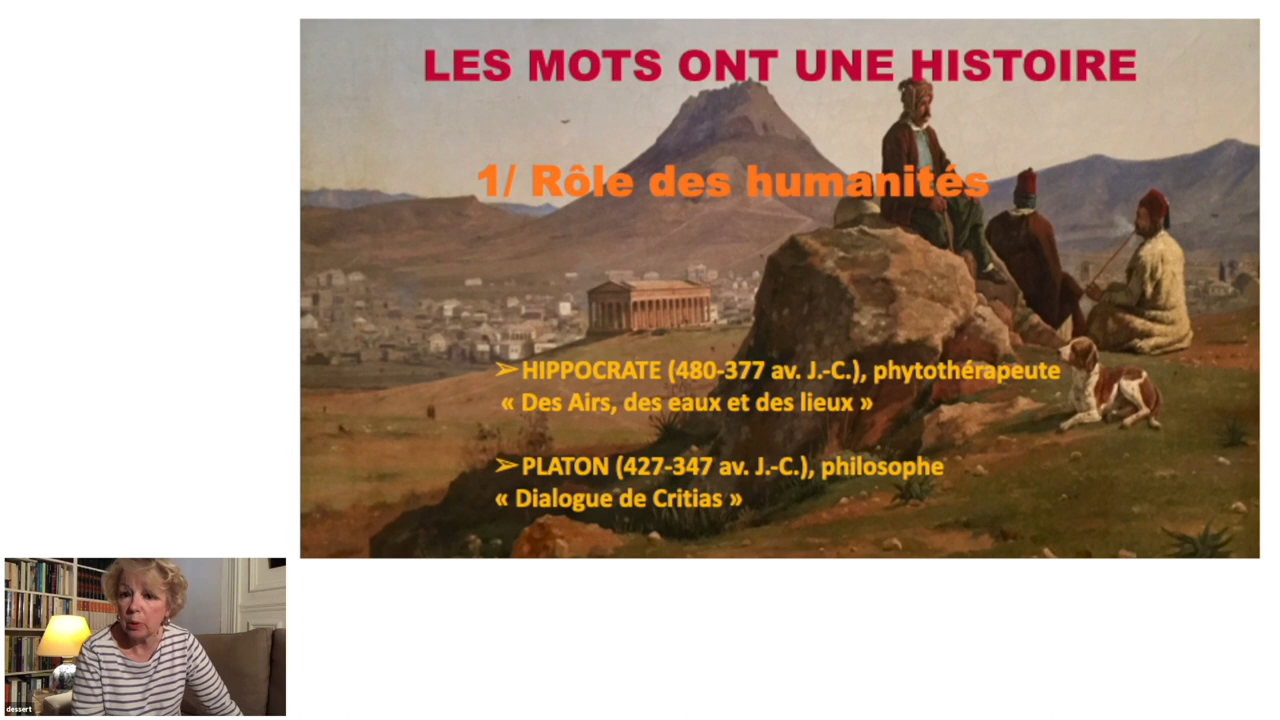 LES MOTS ONT UNE HISTOIRE
1/ Rôle des humanités
➢HIPPOCRATE (480-377 av. J.-C.), phytothérapeute
« Des Airs, des eaux et des lieux »
➢PLATON (427-347 av. J.-C.), philosophe
« Dialogue de Critias »
dessert